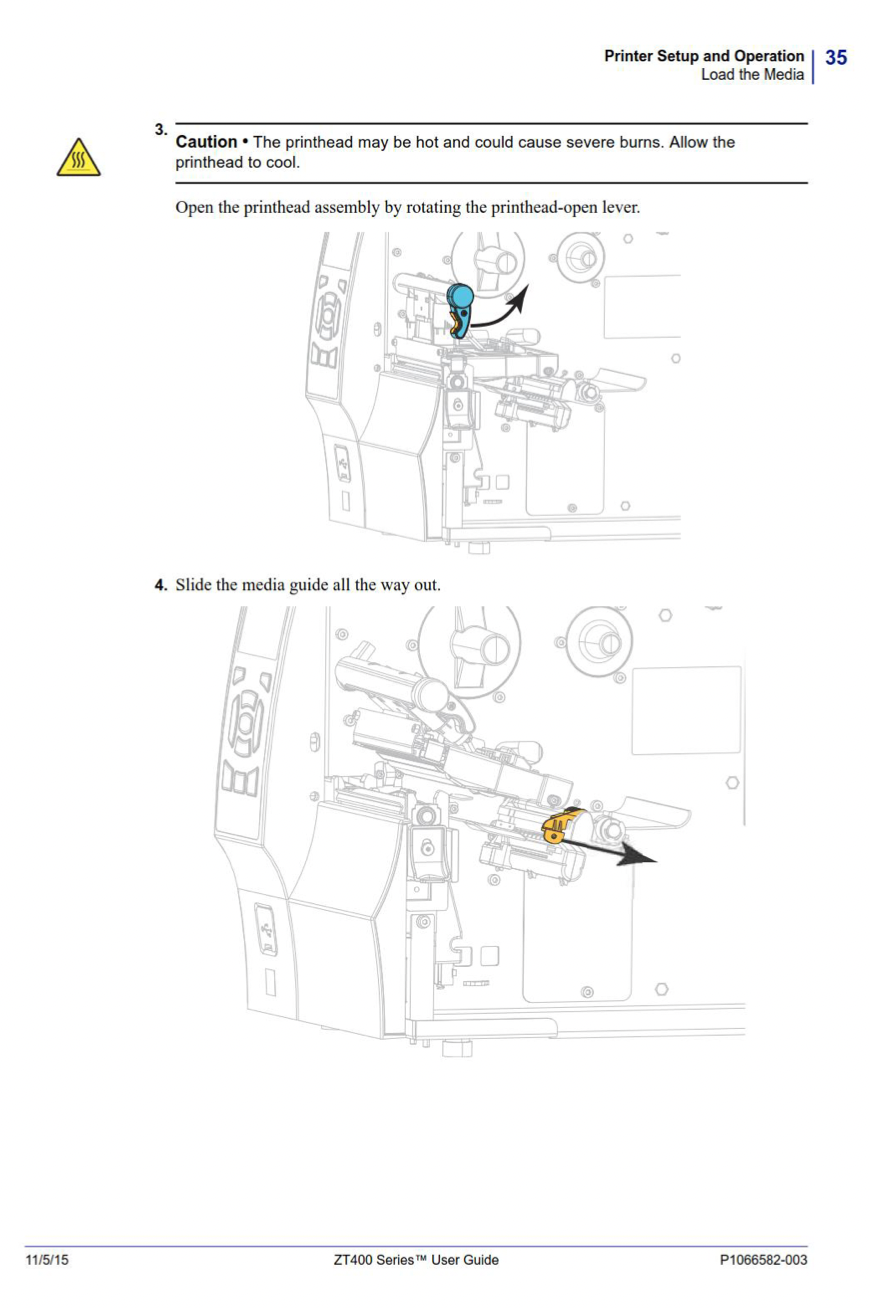 Printer Setup and Operation 35
Load the Media
3.
Caution • The printhead may be hot and could cause severe burns. Allow the
printhead to cool.
Open the printhead assembly by rotating the printhead-open lever.
4. Slide the media guide all the way out.
11/5/15 ZT400 Series™ User Guide P1066582-003